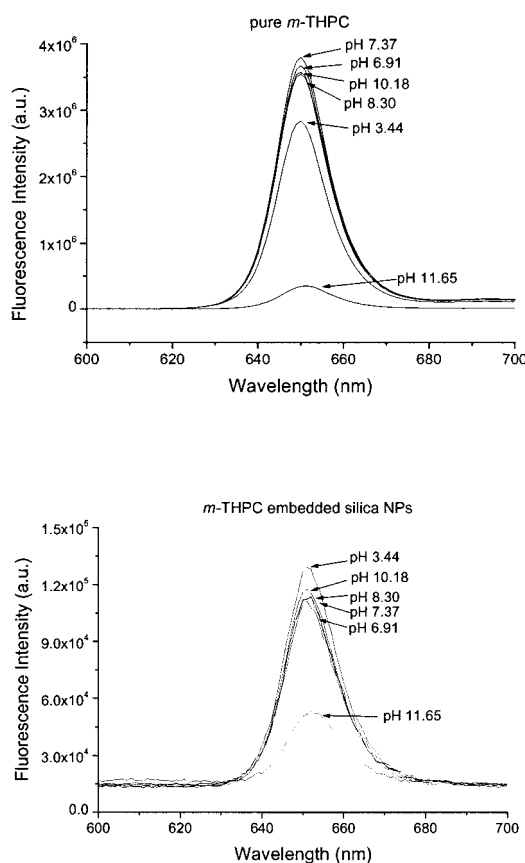 pure m-THPC
4x10⁶
3x10⁶
2x10⁶
1x10⁶
0
Fluorescence Intensity (a.u.)
pH 7.37
pH 6.91
pH 10.18
pH 8.30
pH 3.44
pH 11.65
600 620 640 660 680 700
Wavelength (nm)
m-THPC embedded silica NPs
1.5x10⁵
1.2x10⁵
9.0x10⁴
6.0x10⁴
3.0x10⁴
0.0
Fluorescence Intensity (a.u.)
pH 3.44
pH 10.18
pH 8.30
pH 7.37
pH 6.91
pH 11.65
600 620 640 660 680 700
Wavelength (nm)